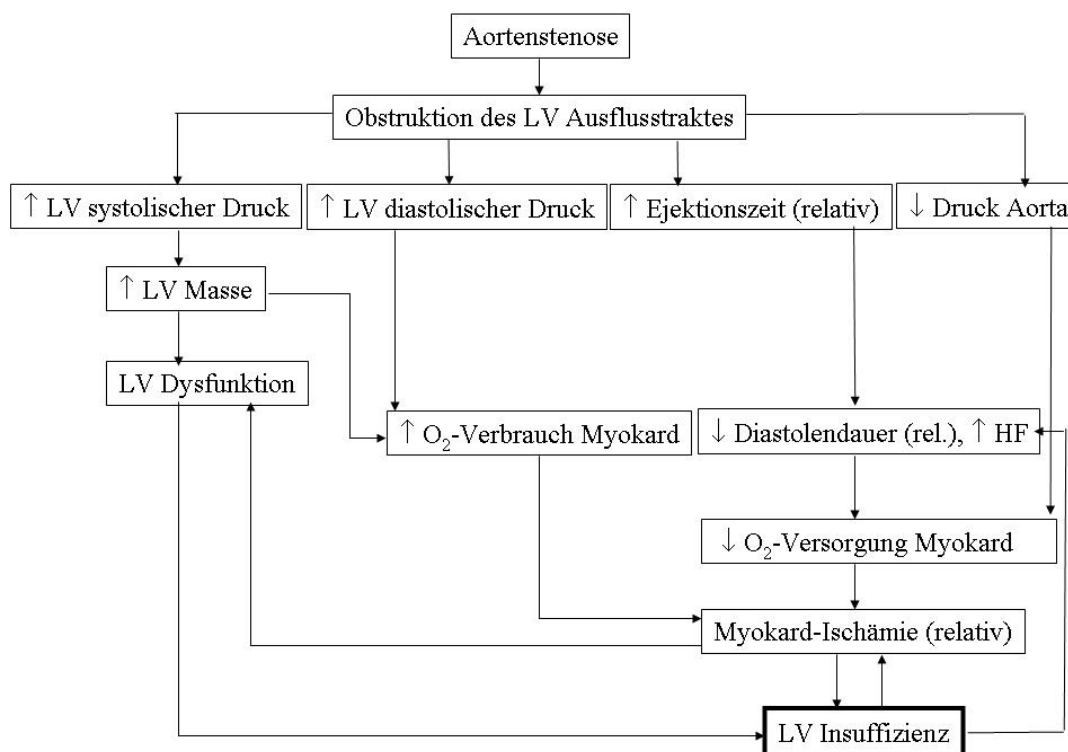 Aortenstenose
Obstruktion des LV Ausflusstraktes
↑ LV systolischer Druck
↑ LV diastolischer Druck
↑ Ejektionszeit (relativ)
↓ Druck Aorta
↑ LV Masse
LV Dysfunktion
↑ O₂-Verbrauch Myokard
↓ Diastolendauer (rel.), ↑ HF
↓ O₂-Versorgung Myokard
Myokard-Ischämie (relativ)
LV Insuffizienz